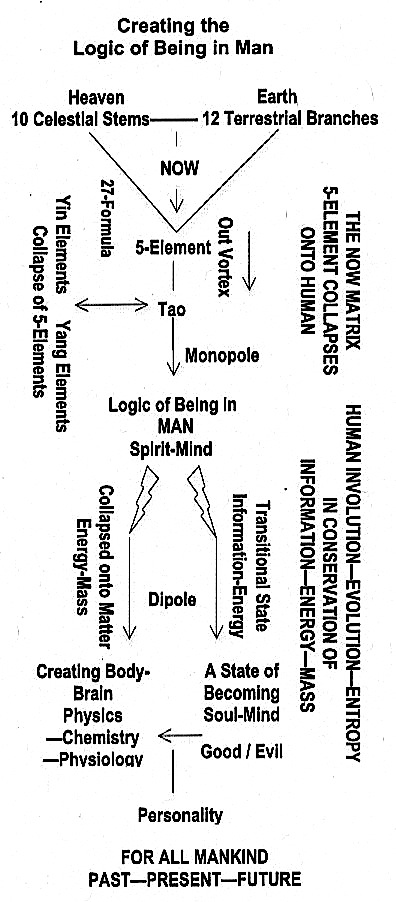 Creating the
Logic of Being in Man
Heaven
10 Celestial Stems
Earth
12 Terrestrial Branches
NOW
27-Formula
5-Element
Out Vortex
Yin Elements Yang Elements
Collapse of 5-Elements
Tao
Monopole
THE NOW MATRIX
5-ELEMENT COLLAPSES
ONTO HUMAN
Logic of Being in
MAN
Spirit-Mind
Collapsed onto Matter
Energy-Mass
Transitional State
Information-Energy
Dipole
HUMAN INVOLUTION—EVOLUTION—ENTROPY
IN CONSERVATION OF
INFORMATION—ENERGY—MASS
Creating Body-
Brain
Physics
—Chemistry
—Physiology
A State of
Becoming
Soul-Mind
Good / Evil
Personality
FOR ALL MANKIND
PAST—PRESENT—FUTURE